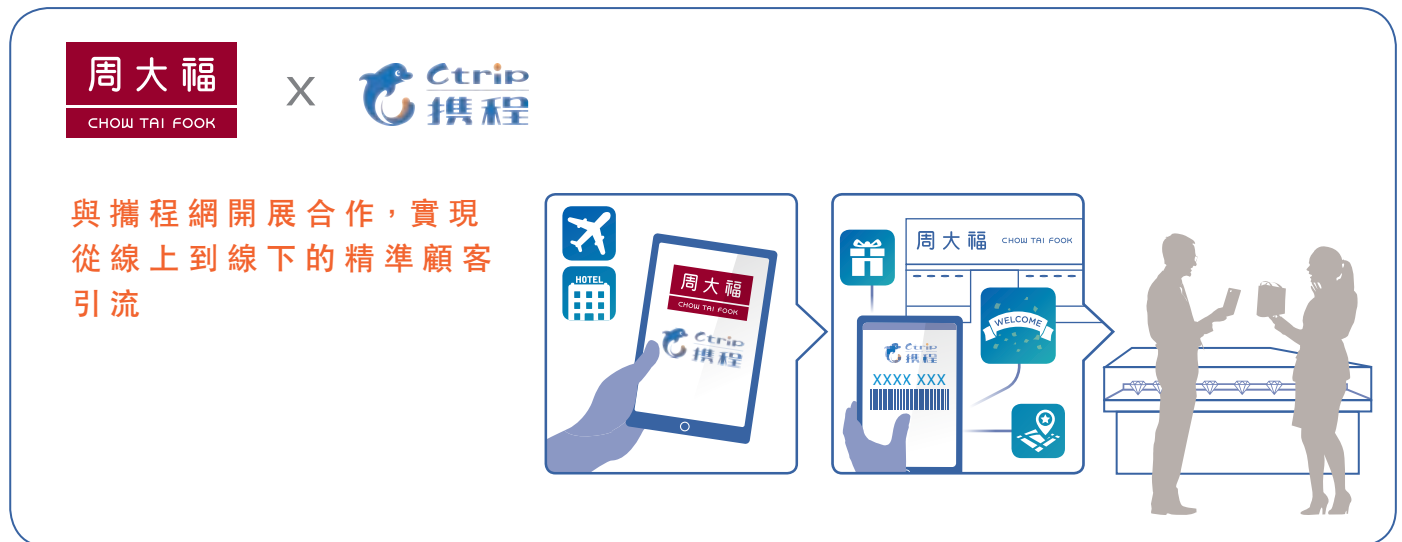 周大福
CHOW TAI FOOK
X
Ctrip
携程
與攜程網開展合作，實現
從線上到線下的精準顧客
引流
HOTEL
周大福
CHOW TAI FOOK
Ctrip
携程
周大福 CHOW TAI FOOK
WELCOME
Ctrip
携程
XXXX XXX